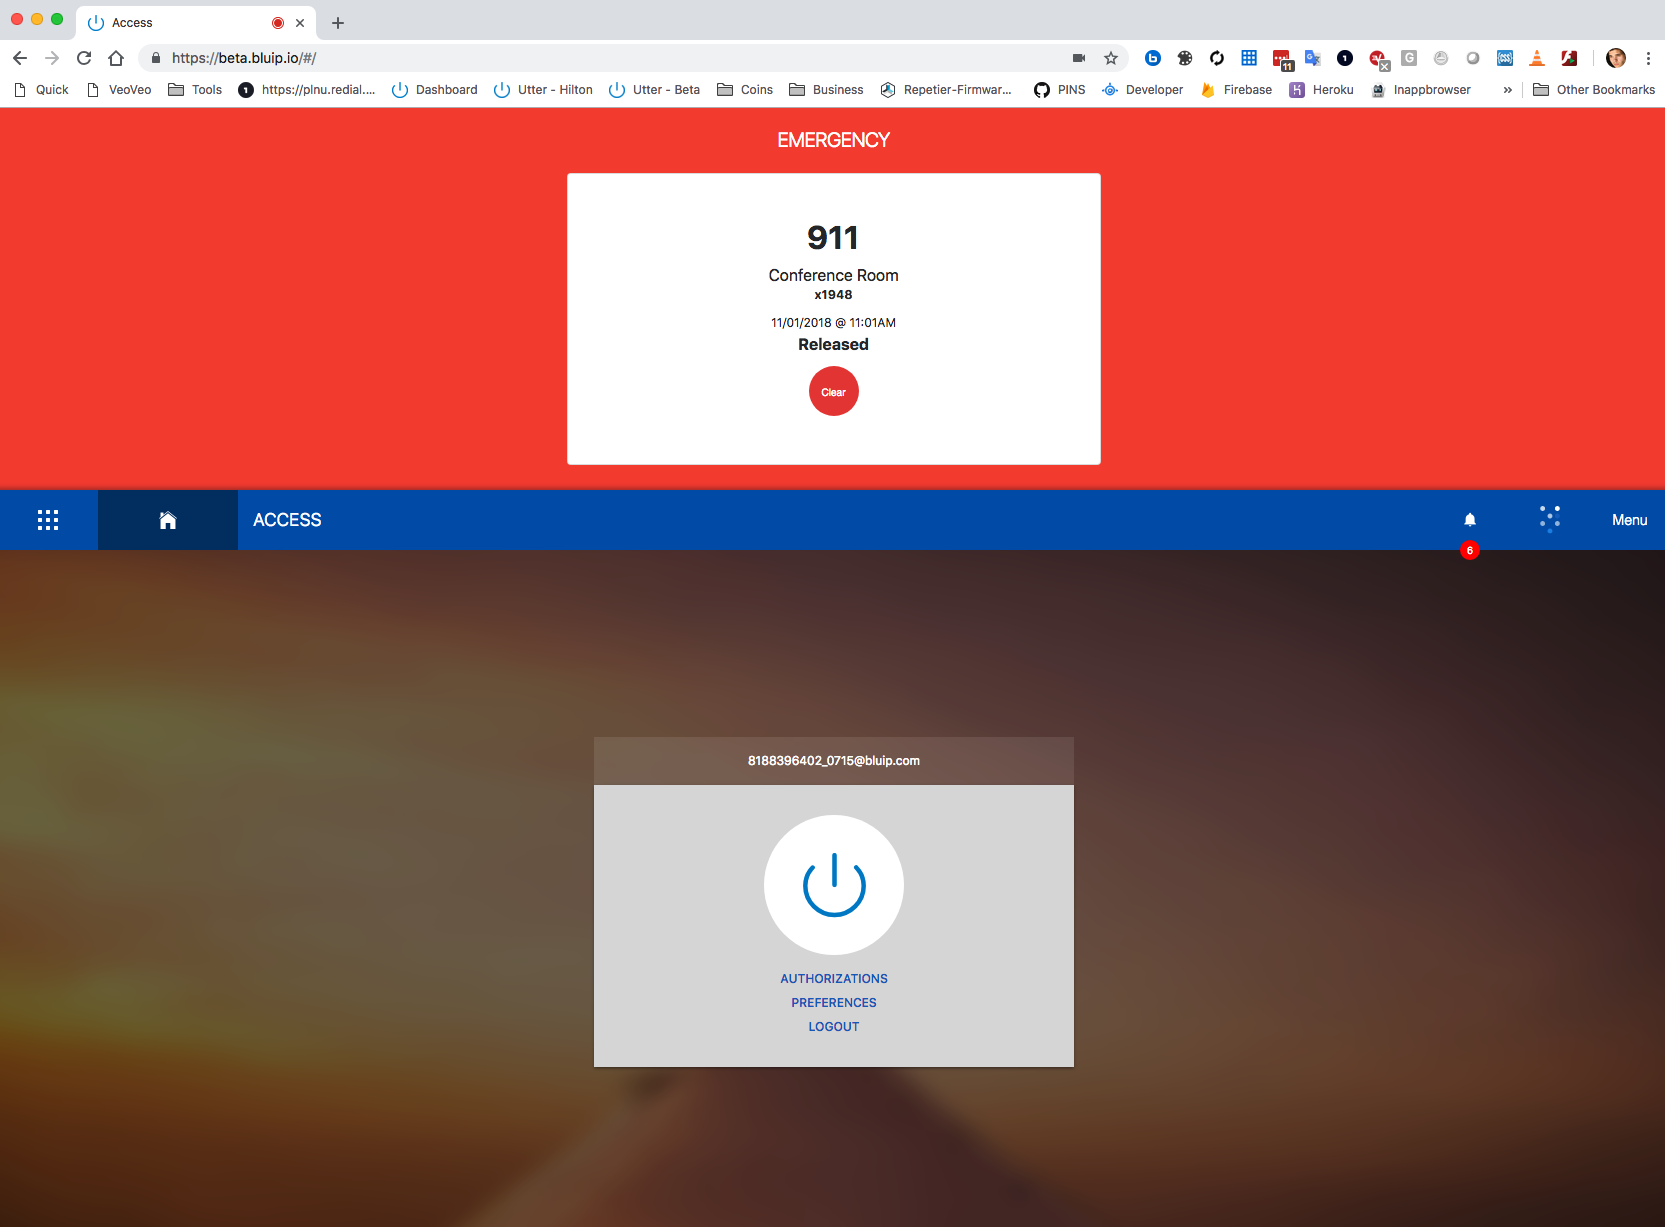 Access
https://beta.bluip.io/#/
11
Quick
VeoVeo
Tools
https://plnu.redial....
Dashboard
Utter - Hilton
Utter - Beta
Coins
Business
Repetier-Firmwar...
PINS
Developer
Firebase
Heroku
Inappbrowser
»
Other Bookmarks
EMERGENCY
911
Conference Room
x1948
11/01/2018 @ 11:01AM
Released
Clear
ACCESS
6
Menu
8188396402_0715@bluip.com
AUTHORIZATIONS
PREFERENCES
LOGOUT